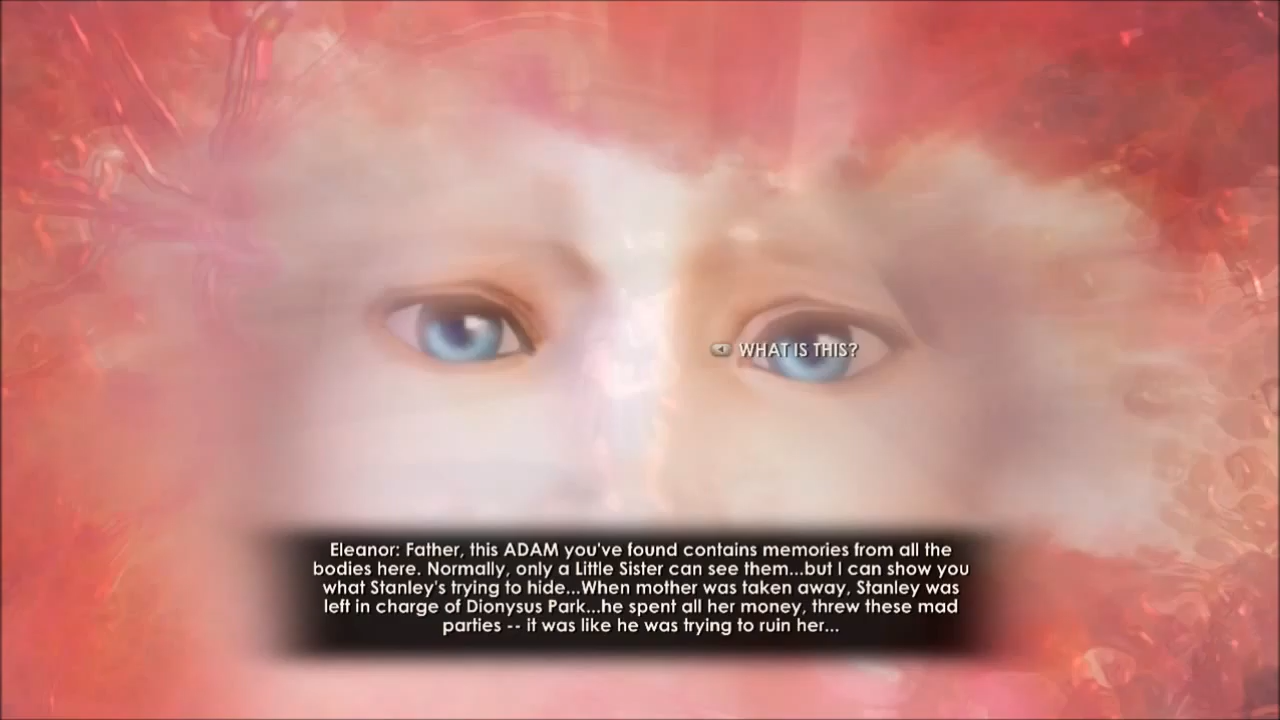 WHAT IS THIS?
Eleanor: Father, this ADAM you've found contains memories from all the
bodies here. Normally, only a Little Sister can see them...but I can show you
what Stanley's trying to hide...When mother was taken away, Stanley was
left in charge of Dionysus Park...he spent all her money, threw these mad
parties -- it was like he was trying to ruin her...